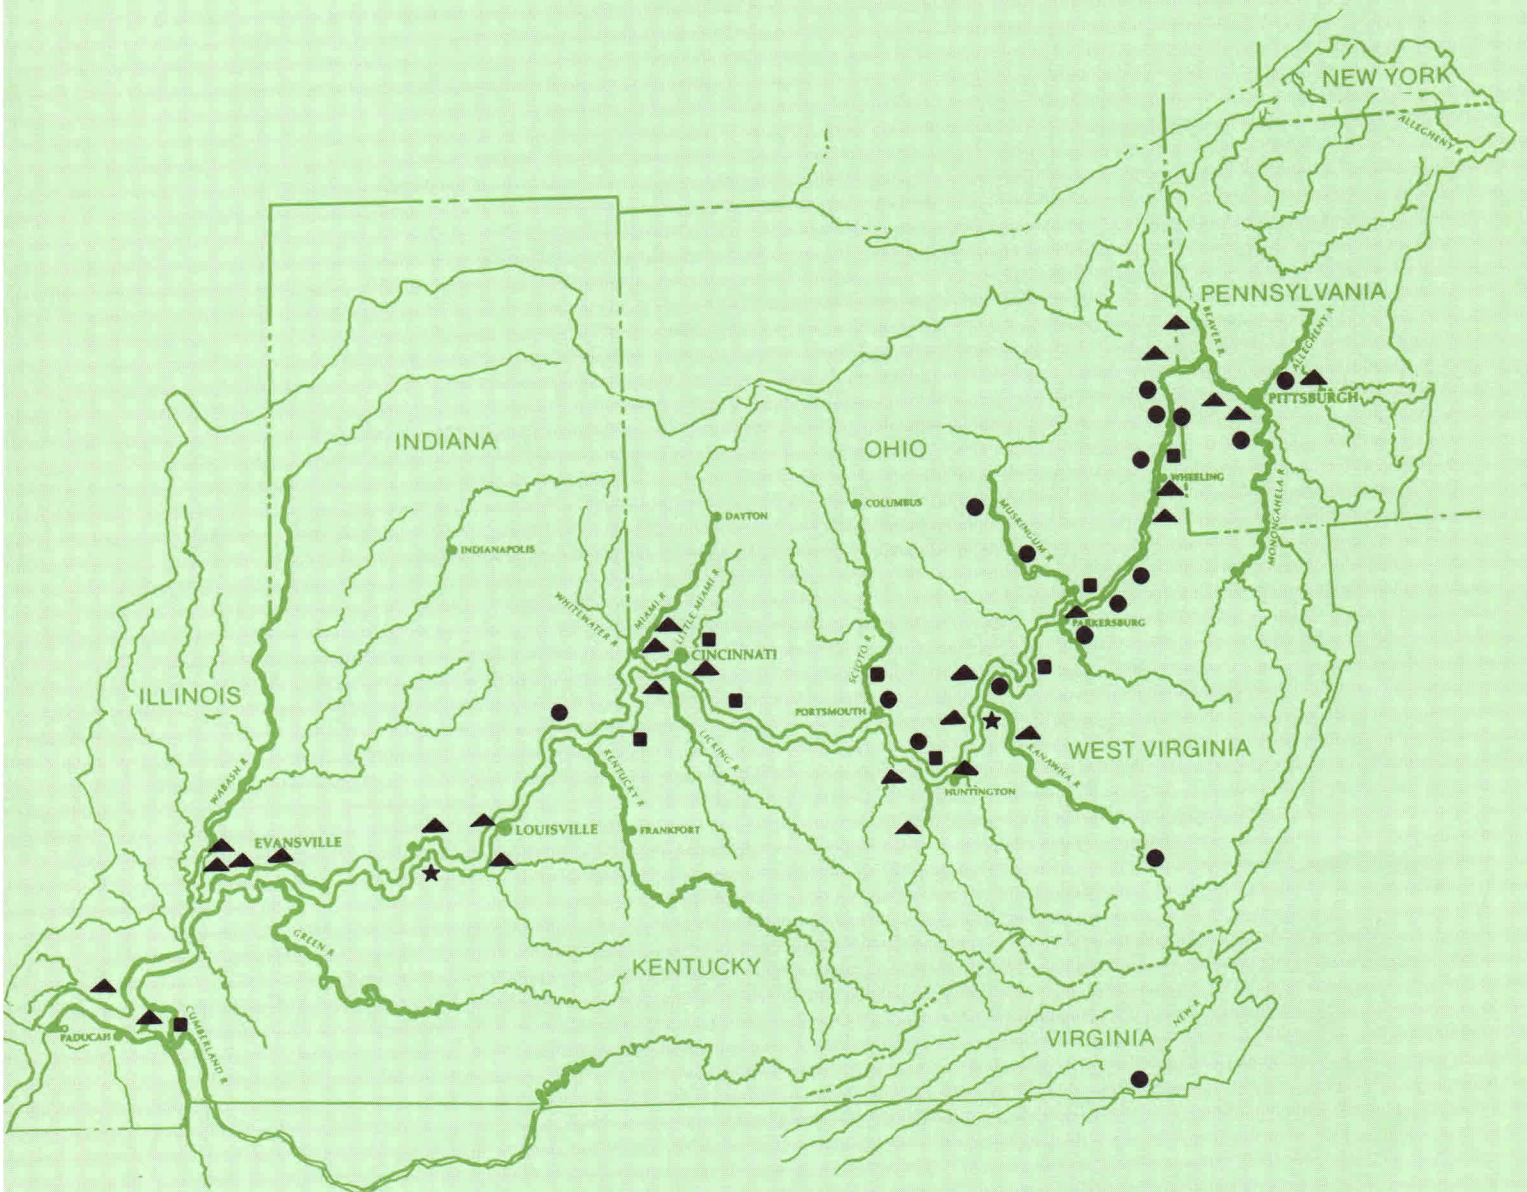 NEW YORK
ALLEGHENY R
PENNSYLVANIA
BEAVER R
ALLEGHENY R
PITTSBURGH
INDIANA
OHIO
WHEELING
COLUMBUS
MUSKINGUM R
MONONGAHELA R
DAYTON
INDIANAPOLIS
WHITEWATER R
MIAMI R
LITTLE MIAMI R
PARKERSBURG
CINCINNATI
SCIOTO R
ILLINOIS
PORTSMOUTH
WEST VIRGINIA
LICKING R
KANAWHA R
WABASH R
KENTUCKY R
HUNTINGTON
LOUISVILLE
FRANKFORT
EVANSVILLE
GREEN R
KENTUCKY
PADUCAH
CUMBERLAND R
NEW R
VIRGINIA